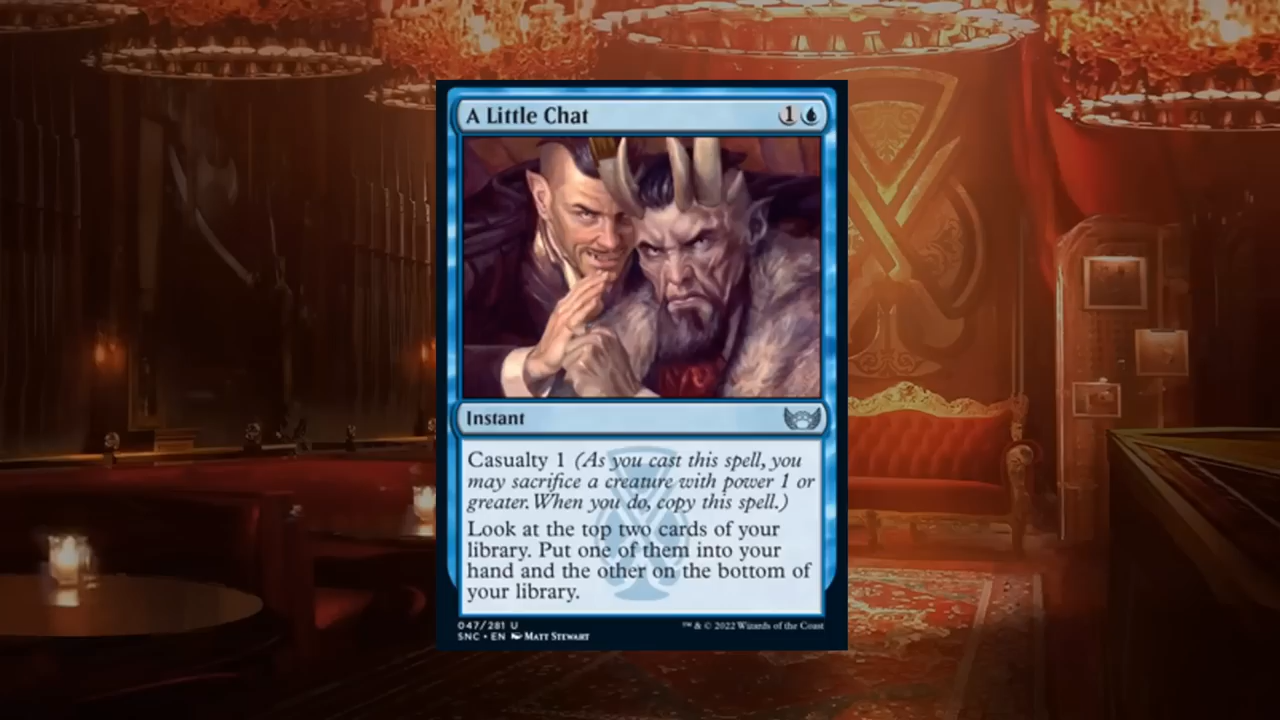 A Little Chat 1
Instant
Casualty 1 (As you cast this spell, you
may sacrifice a creature with power 1 or
greater. When you do, copy this spell.)
Look at the top two cards of your
library. Put one of them into your
hand and the other on the bottom of
your library.
047/281 U ™ & © 2022 Wizards of the Coast
SNC • EN Matt Stewart